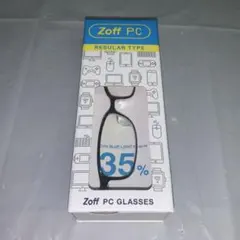 Zoff PC
REGULAR TYPE
35%
Zoff PC GLASSES